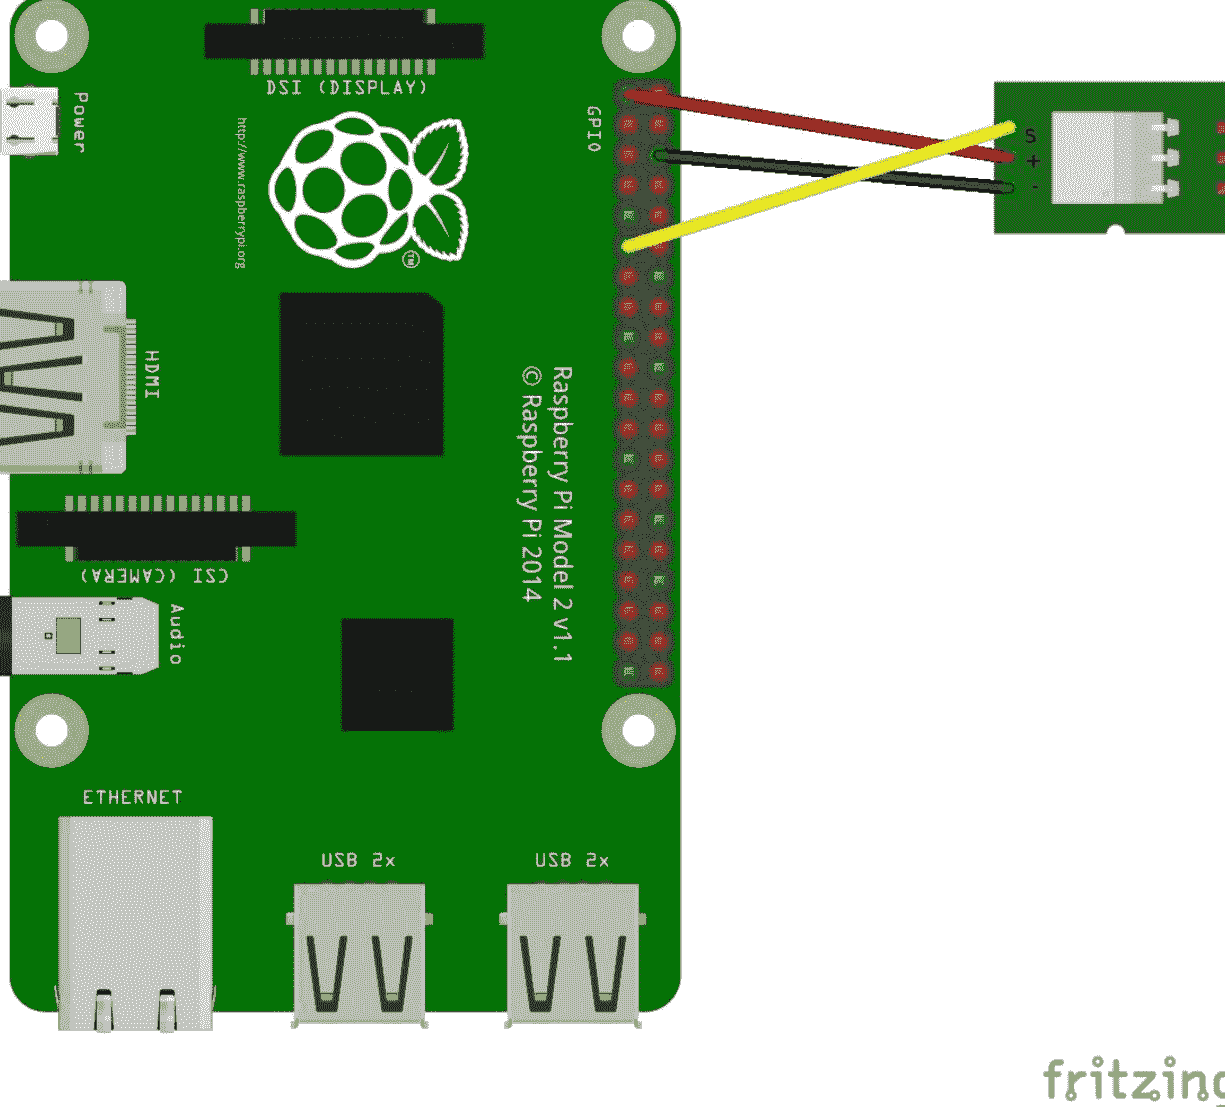 DSI (DISPLAY)
Power
GPIO
http://www.raspberrypi.org
TM
S
+
-
HDMI
Raspberry Pi Model 2 v1.1
© Raspberry Pi 2014
CSI (CAMERA)
Audio
ETHERNET
USB 2x
USB 2x
fritzing